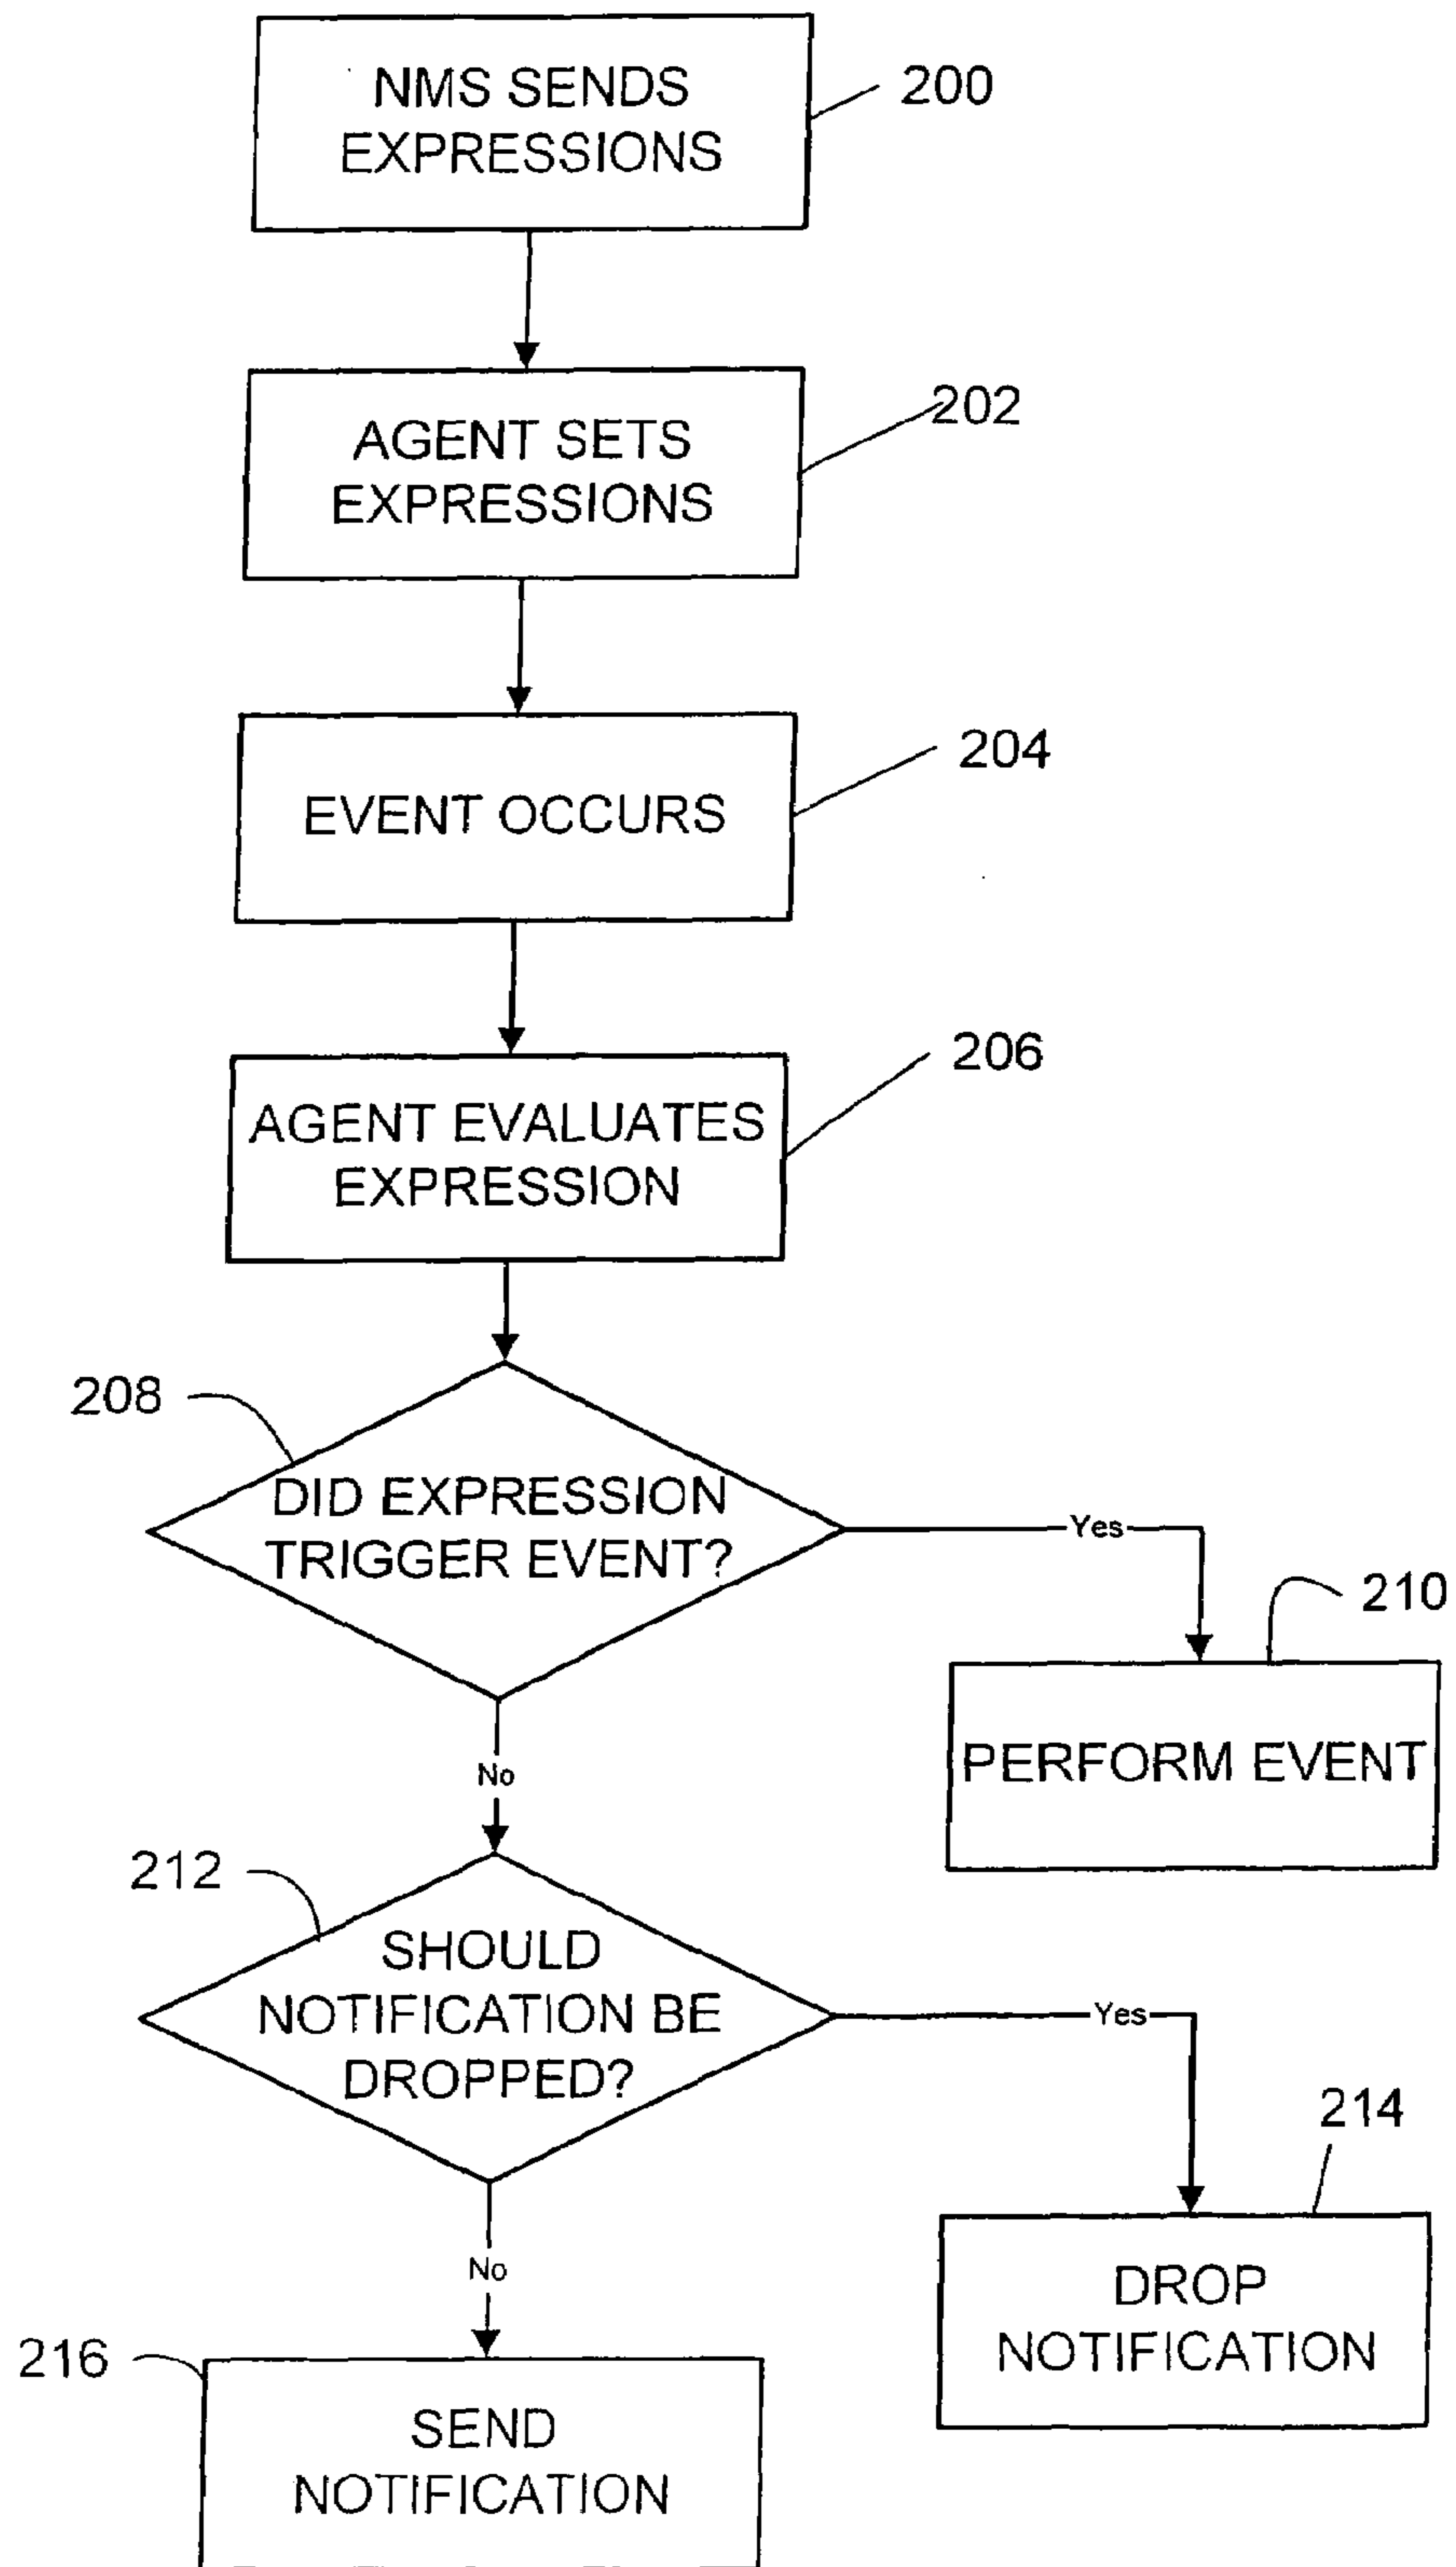 NMS SENDS
EXPRESSIONS
200
AGENT SETS
EXPRESSIONS
202
EVENT OCCURS
204
AGENT EVALUATES
EXPRESSION
206
208
DID EXPRESSION
TRIGGER EVENT?
Yes
210
PERFORM EVENT
No
212
SHOULD
NOTIFICATION BE
DROPPED?
Yes
214
DROP
NOTIFICATION
No
216
SEND
NOTIFICATION